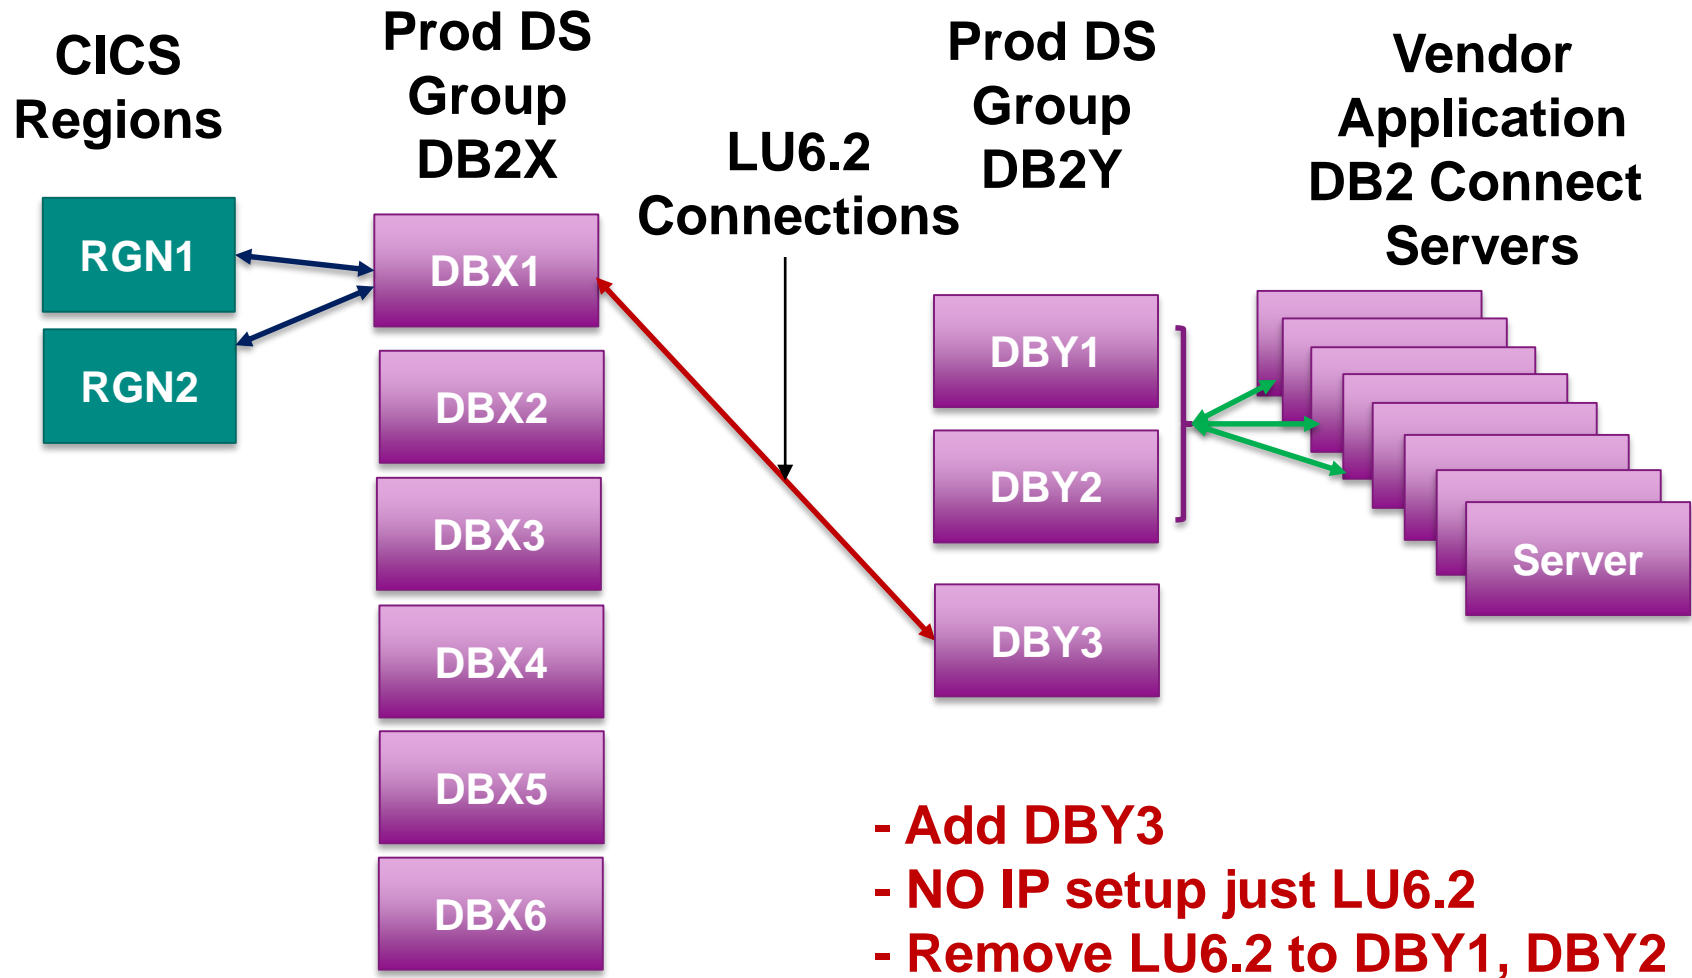 CICS
Regions
Prod DS
Group
DB2X
LU6.2
Connections
Prod DS
Group
DB2Y
Vendor
Application
DB2 Connect
Servers
RGN1
RGN2
DBX1
DBX2
DBX3
DBX4
DBX5
DBX6
DBY1
DBY2
DBY3
Server
- Add DBY3
- NO IP setup just LU6.2
- Remove LU6.2 to DBY1, DBY2